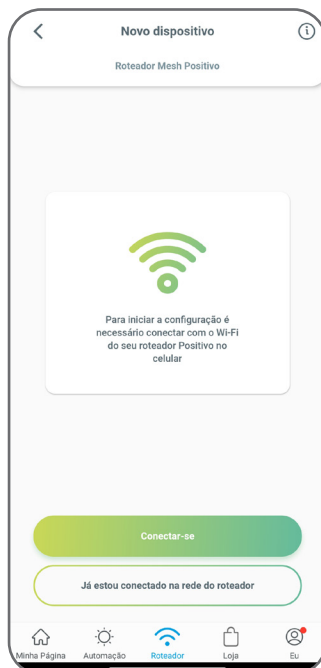 Novo dispositivo
Roteador Mesh Positivo
Para iniciar a configuração é
necessário conectar com o Wi-Fi
do seu roteador Positivo no
celular
Conectar-se
Já estou conectado na rede do roteador
Minha Página Automação Roteador Loja Eu